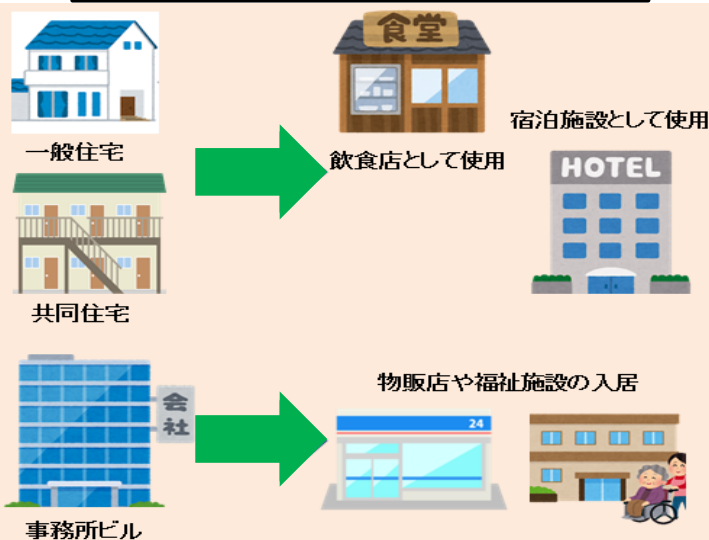 食堂
宿泊施設として使用
一般住宅
飲食店として使用
HOTEL
共同住宅
物販店や福祉施設の入居
会社
24
事務所ビル